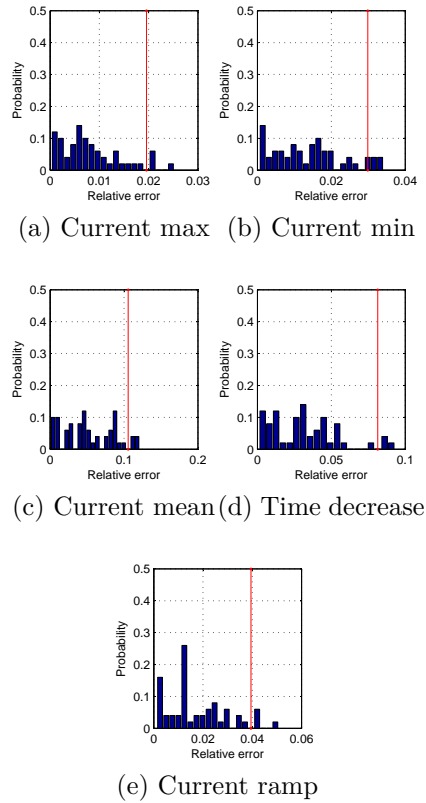 0.5 0.5
0.4 0.4
Probability Probability
0.3 0.3
0.2 0.2
0.1 0.1
0 0
0 0.01 0.02 0.03 0 0.02 0.04
Relative error Relative error
(a) Current max (b) Current min
0.5 0.5
0.4 0.4
Probability Probability
0.3 0.3
0.2 0.2
0.1 0.1
0 0
0 0.1 0.2 0 0.05 0.1
Relative error Relative error
(c) Current mean (d) Time decrease
0.5
0.4
Probability
0.3
0.2
0.1
0
0 0.02 0.04 0.06
Relative error
(e) Current ramp